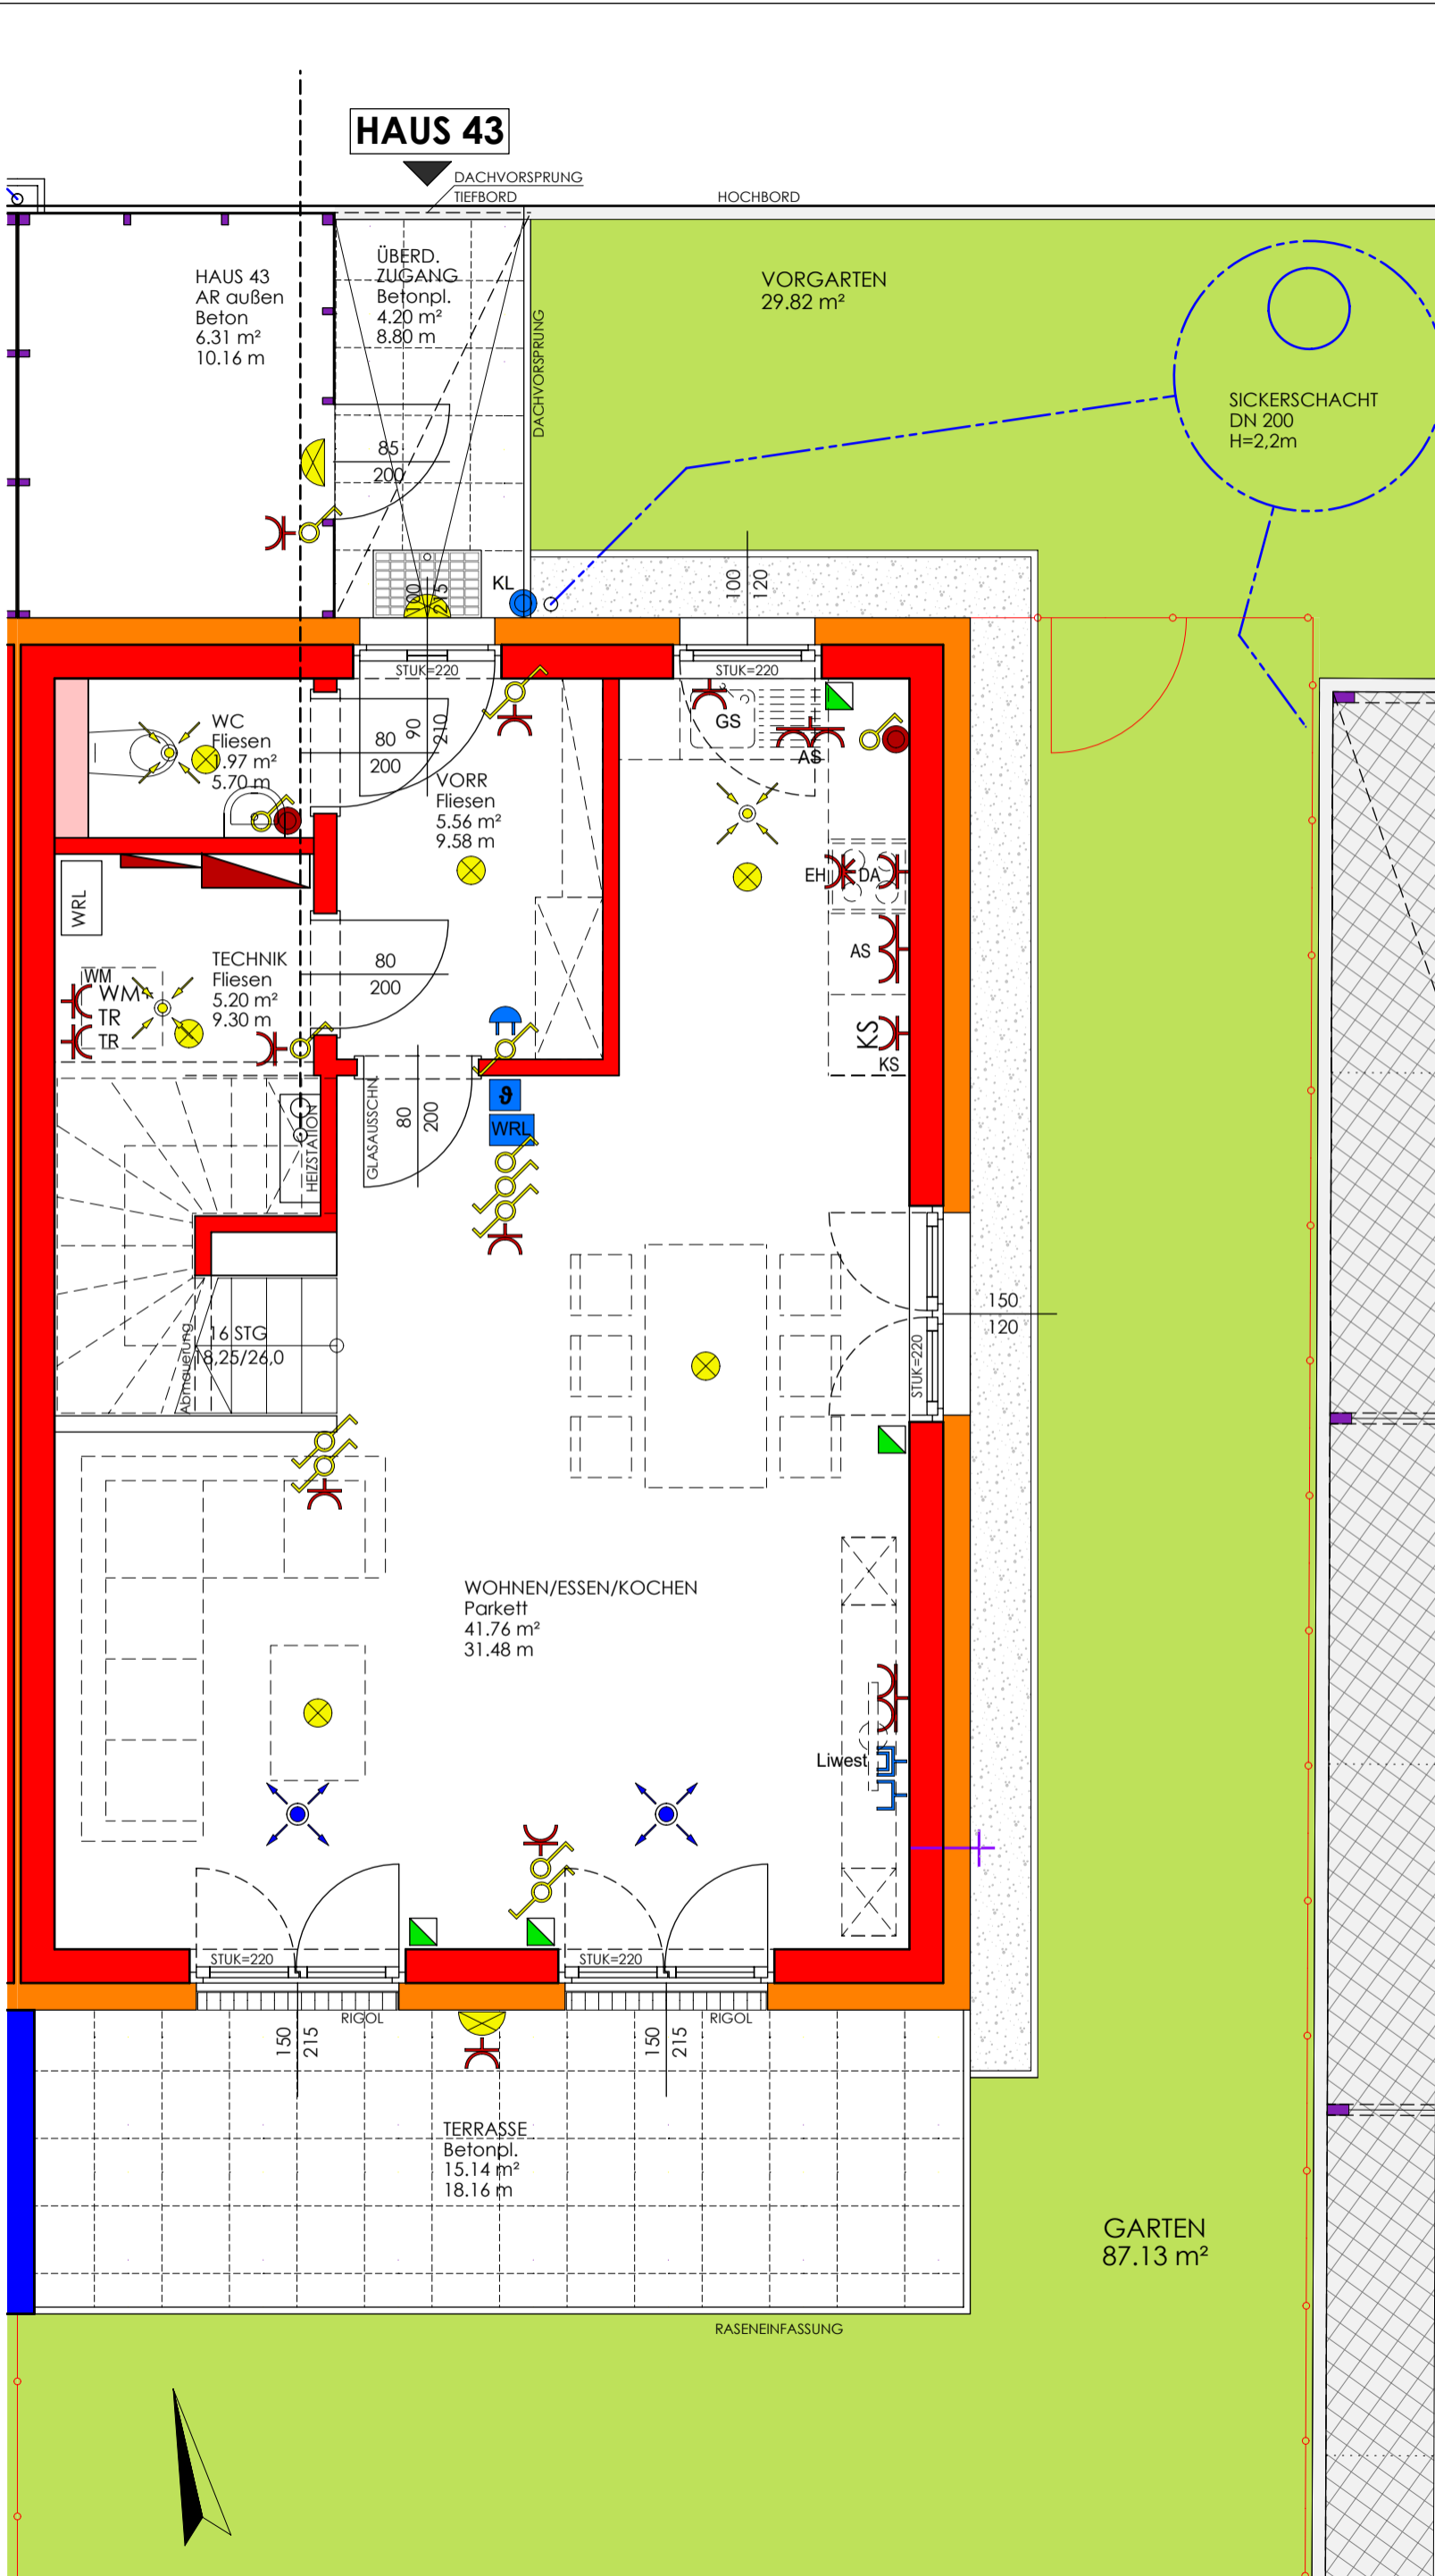 HAUS 43
DACHVORSPRUNG
TIEFBORD
HOCHBORD
HAUS 43
AR außen
Beton
6.31 m²
10.16 m
ÜBERD.
ZUGANG
Betonpl.
4.20 m²
8.80 m
DACHVORSPRUNG
VORGARTEN
29.82 m²
SICKERSCHACHT
DN 200
H=2,2m
85
200
KL
100
215
100
120
STUK=220
STUK=220
WC
Fliesen
1.97 m²
5.70 m
80
200
90
210
GS
AS
VORR
Fliesen
5.56 m²
9.58 m
EH
DA
WRL
AS
TECHNIK
Fliesen
5.20 m²
9.30 m
80
200
WM
WM
TR
TR
KS
KS
HEIZSTATION
GLASAUSSCHN.
80
200
ϑ
WRL
150
120
STUK=220
Abmauerung
16 STG
18,25/26,0
WOHNEN/ESSEN/KOCHEN
Parkett
41.76 m²
31.48 m
Liwest
STUK=220
STUK=220
RIGOL
RIGOL
150
215
150
215
TERRASSE
Betonpl.
15.14 m²
18.16 m
GARTEN
87.13 m²
RASENEINFASSUNG